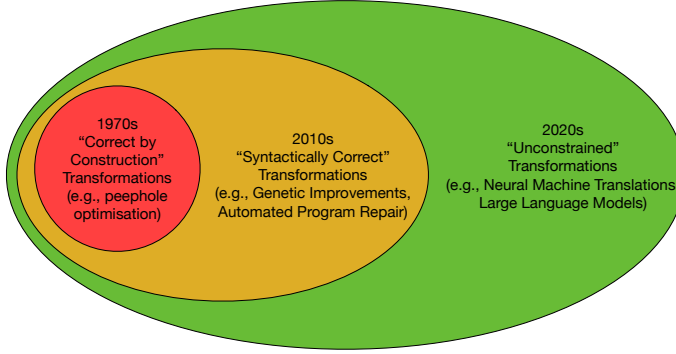 1970s
“Correct by
Construction”
Transformations
(e.g., peephole
optimisation)
2010s
“Syntactically Correct”
Transformations
(e.g., Genetic Improvements,
Automated Program Repair)
2020s
“Unconstrained”
Transformations
(e.g., Neural Machine Translations
Large Language Models)